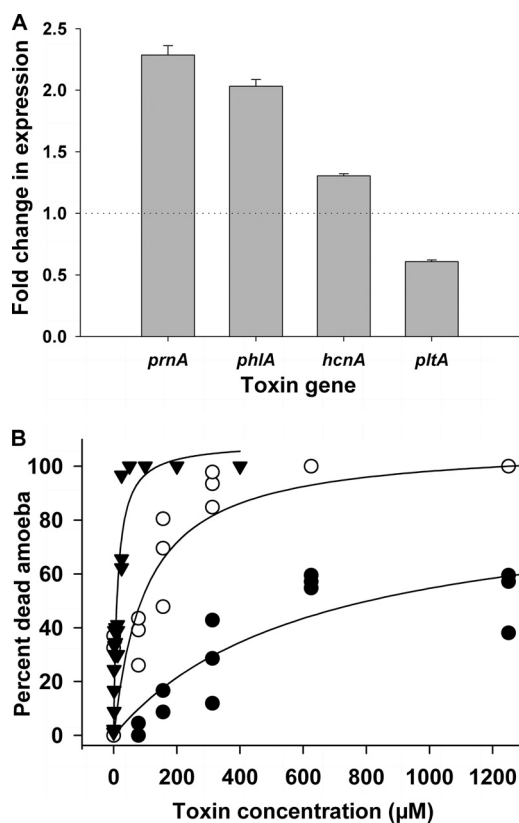 A
Fold change in expression
2.5
2.0
1.5
1.0
0.5
0.0
prnA phlA hcnA pltA
Toxin gene
B
Percent dead amoeba
100
80
60
40
20
0
0 200 400 600 800 1000 1200
Toxin concentration (µM)